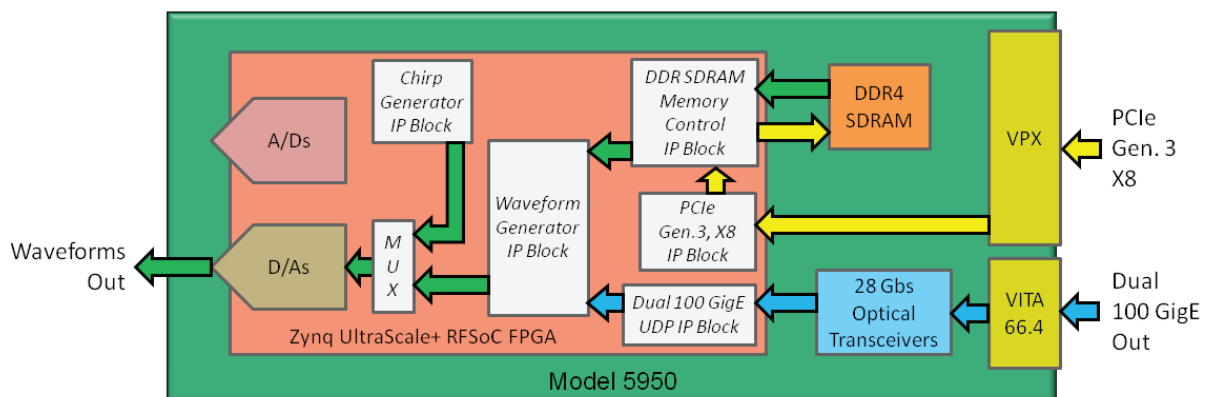 Chirp
Generator
IP Block
DDR SDRAM
Memory
Control
IP Block
DDR4
SDRAM
VPX
PCIe
Gen. 3
X8
A/Ds
Waveform
Generator
IP Block
PCIe
Gen.3, X8
IP Block
Waveforms
Out
D/As
M
U
X
Dual 100 GigE
UDP IP Block
28 Gbs
Optical
Transceivers
VITA
66.4
Dual
100 GigE
Out
Zynq UltraScale+ RFSoC FPGA
Model 5950